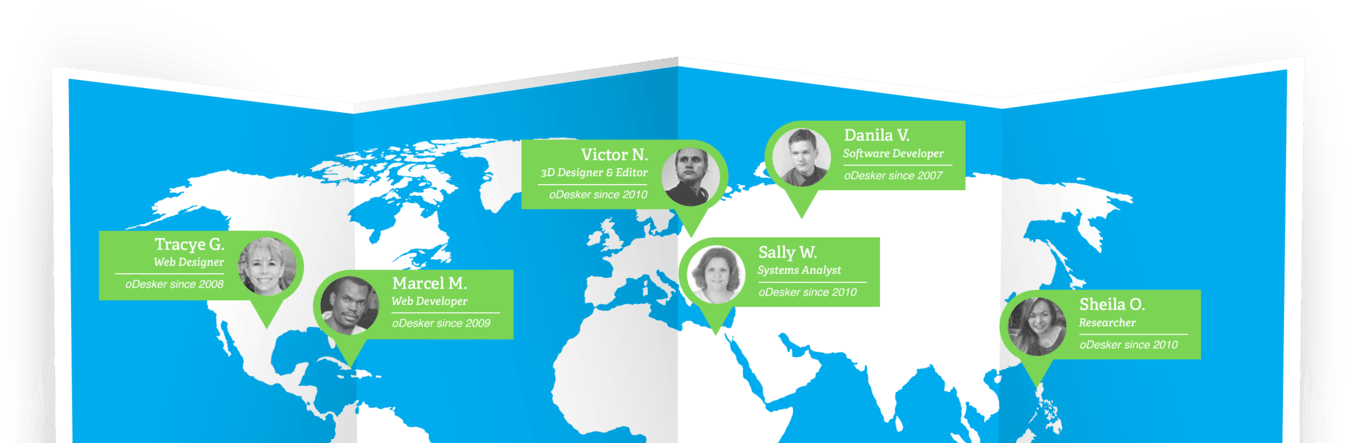 Danila V.
Software Developer
oDesker since 2007
Victor N.
3D Designer & Editor
oDesker since 2010
Tracye G.
Web Designer
oDesker since 2008
Sally W.
Systems Analyst
oDesker since 2010
Marcel M.
Web Developer
oDesker since 2009
Sheila O.
Researcher
oDesker since 2010